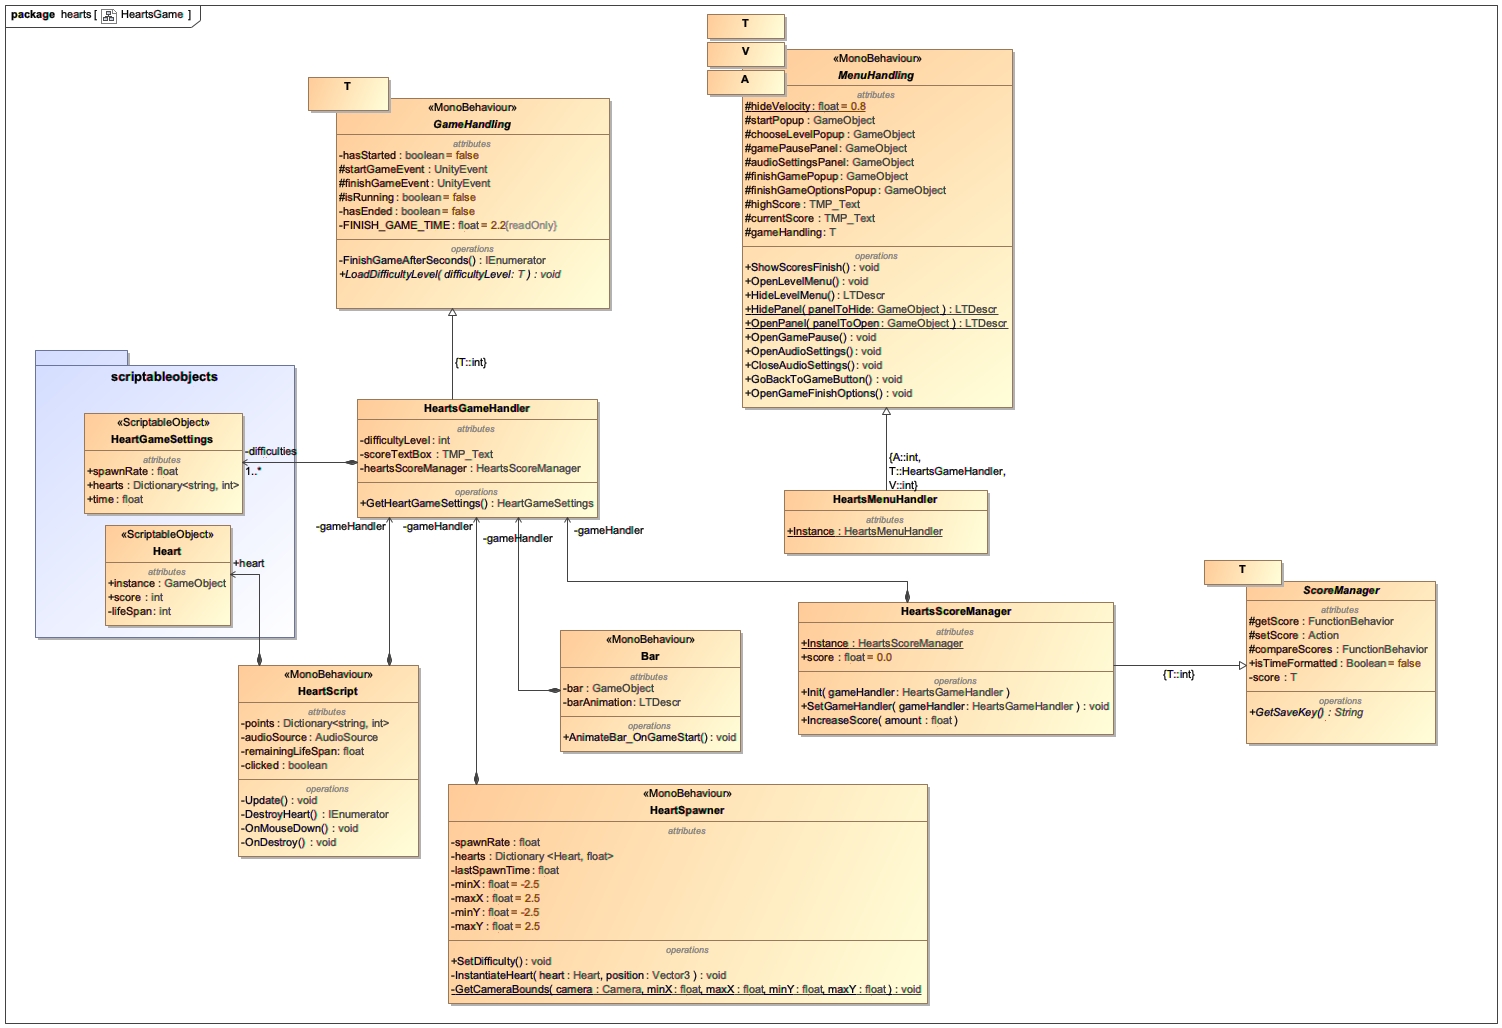 package hearts [ HeartsGame ]
T
«MonoBehaviour»
GameHandling
attributes
-hasStarted : boolean = false
#startGameEvent : UnityEvent
#finishGameEvent : UnityEvent
#isRunning : boolean = false
-hasEnded : boolean = false
-FINISH_GAME_TIME : float = 2.2{readOnly}
operations
-FinishGameAfterSeconds() : IEnumerator
+LoadDifficultyLevel( difficultyLevel : T ) : void
T
V
A
«MonoBehaviour»
MenuHandling
attributes
#hideVelocity : float = 0.8
#startPopup : GameObject
#chooseLevelPopup : GameObject
#gamePausePanel : GameObject
#audioSettingsPanel : GameObject
#finishGamePopup : GameObject
#finishGameOptionsPopup : GameObject
#highScore : TMP_Text
#currentScore : TMP_Text
#gameHandling : T
operations
+ShowScoresFinish() : void
+OpenLevelMenu() : void
+HideLevelMenu() : LTDescr
+HidePanel( panelToHide : GameObject ) : LTDescr
+OpenPanel( panelToOpen : GameObject ) : LTDescr
+OpenGamePause() : void
+OpenAudioSettings() : void
+CloseAudioSettings() : void
+GoBackToGameButton() : void
+OpenGameFinishOptions() : void
{T::int}
scriptableobjects
«ScriptableObject»
HeartGameSettings
attributes
+spawnRate : float
+hearts : Dictionary<string, int>
+time : float
-difficulties
1..*
HeartsGameHandler
attributes
-difficultyLevel : int
-scoreTextBox : TMP_Text
-heartsScoreManager : HeartsScoreManager
operations
+GetHeartGameSettings() : HeartGameSettings
{A::int,
T::HeartsGameHandler,
V::int}
HeartsMenuHandler
attributes
+Instance : HeartsMenuHandler
-gameHandler
-gameHandler
-gameHandler
-gameHandler
«ScriptableObject»
Heart
attributes
+instance : GameObject
+score : int
-lifeSpan : int
+heart
T
ScoreManager
attributes
#getScore : FunctionBehavior
#setScore : Action
#compareScores : FunctionBehavior
+isTimeFormatted : Boolean = false
-score : T
operations
+GetSaveKey() : String
HeartsScoreManager
attributes
+Instance : HeartsScoreManager
+score : float = 0.0
operations
+Init( gameHandler : HeartsGameHandler )
+SetGameHandler( gameHandler : HeartsGameHandler ) : void
+IncreaseScore( amount : float )
{T::int}
«MonoBehaviour»
Bar
attributes
-bar : GameObject
-barAnimation : LTDescr
operations
+AnimateBar_OnGameStart() : void
«MonoBehaviour»
HeartScript
attributes
-points : Dictionary<string, int>
-audioSource : AudioSource
-remainingLifeSpan : float
-clicked : boolean
operations
-Update() : void
-DestroyHeart() : IEnumerator
-OnMouseDown() : void
-OnDestroy() : void
«MonoBehaviour»
HeartSpawner
attributes
-spawnRate : float
-hearts : Dictionary <Heart, float>
-lastSpawnTime : float
-minX : float = -2.5
-maxX : float = 2.5
-minY : float = -2.5
-maxY : float = 2.5
operations
+SetDifficulty() : void
-InstantiateHeart( heart : Heart, position : Vector3 ) : void
-GetCameraBounds( camera : Camera, minX : float, maxX : float, minY : float, maxY : float ) : void